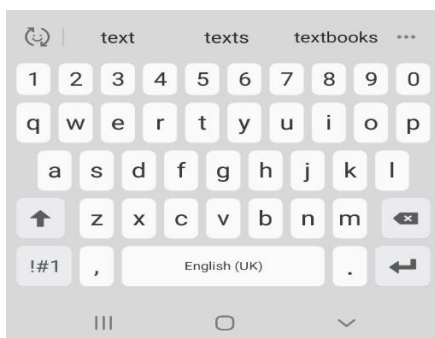 text texts textbooks
1 2 3 4 5 6 7 8 9 0
q w e r t y u i o p
a s d f g h j k l
z x c v b n m
!#1 , English (UK) .